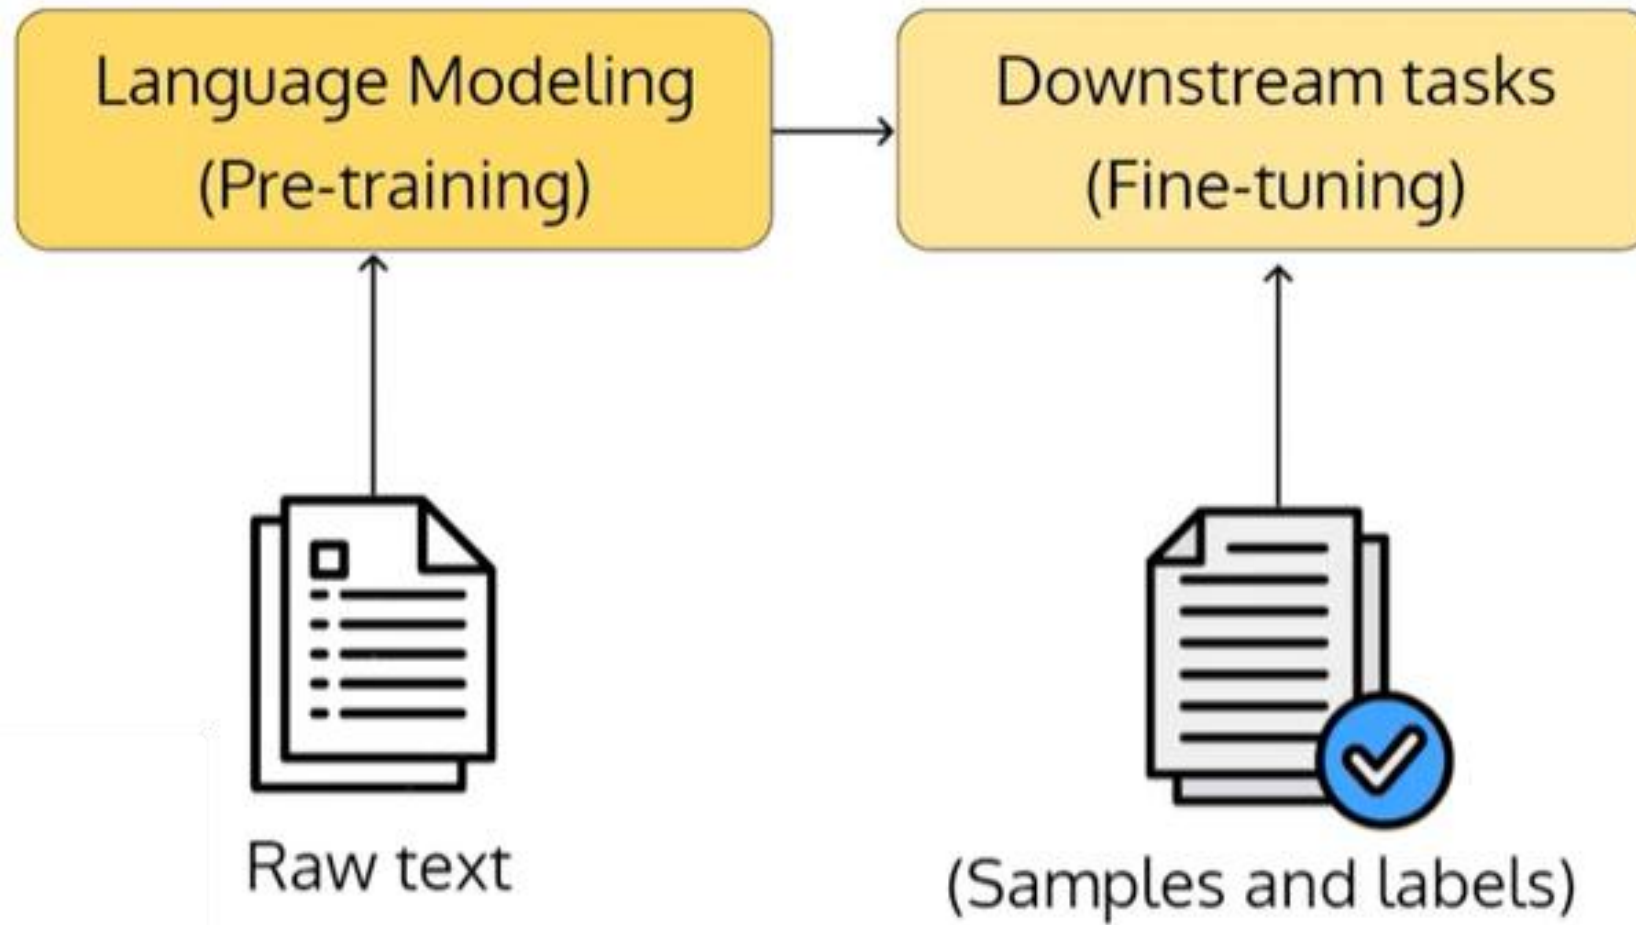 Language Modeling
(Pre-training)
Downstream tasks
(Fine-tuning)
Raw text
(Samples and labels)